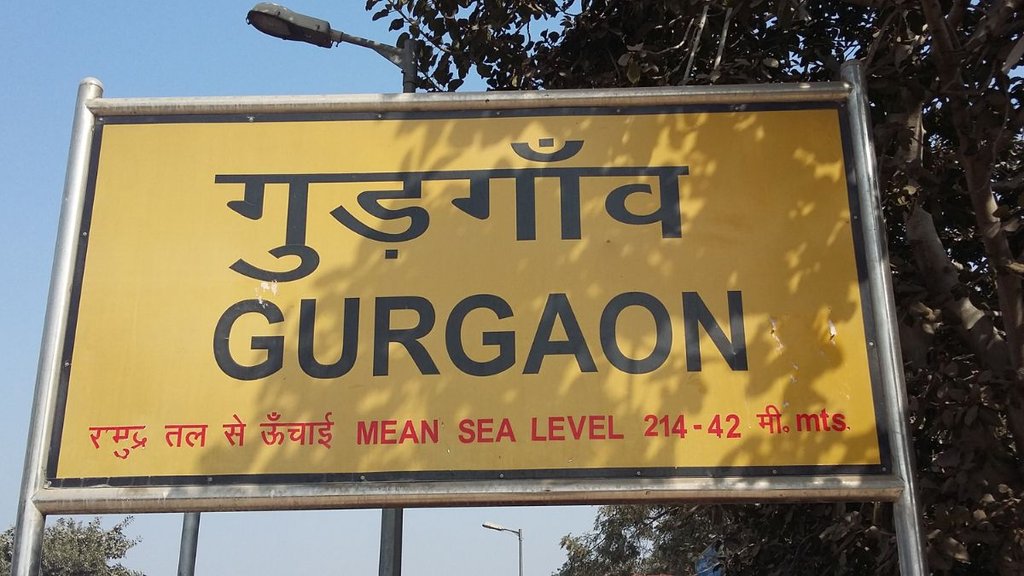 गुड़गाँव
GURGAON
समुद्र तल से ऊँचाई MEAN SEA LEVEL 214-42 मी॰ mts.